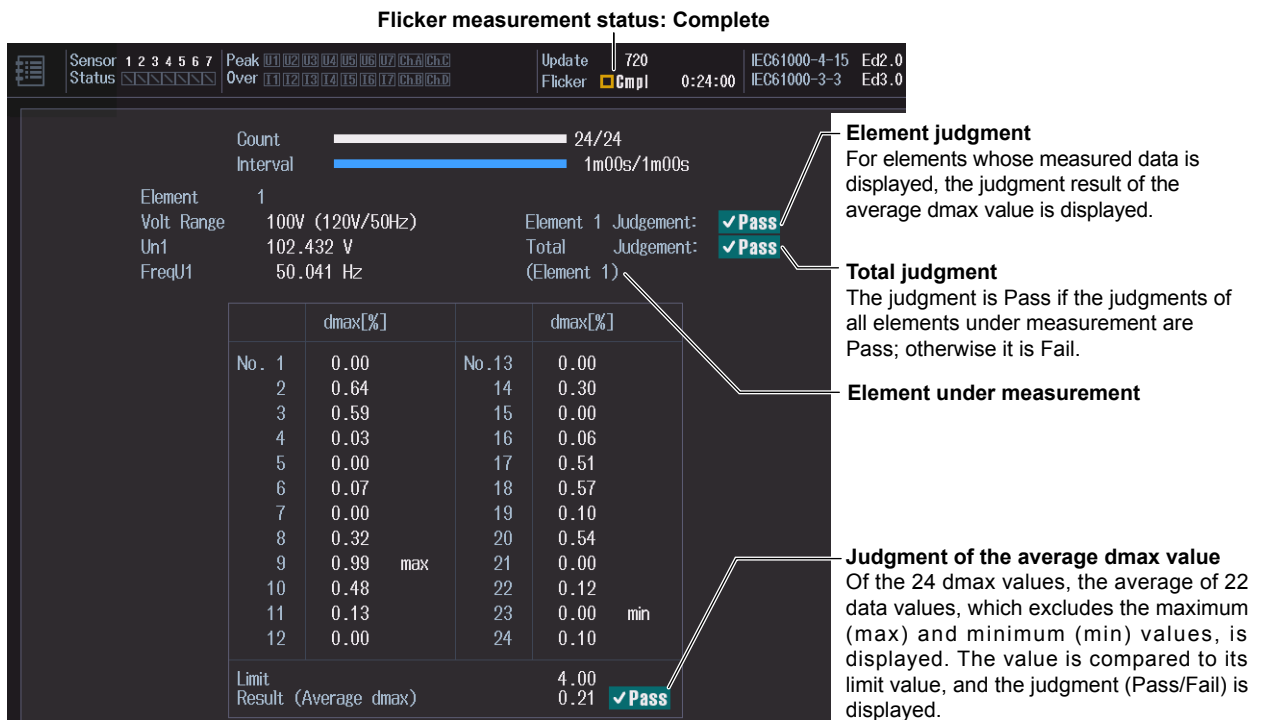 Flicker measurement status: Complete
Sensor 1 2 3 4 5 6 7 Peak U1 U2 U3 U4 U5 U6 U7 ChA ChC Update 720 IEC61000-4-15 Ed2.0
Status Over I1 I2 I3 I4 I5 I6 I7 ChB ChD Flicker Cmpl 0:24:00 IEC61000-3-3 Ed3.0
Count 24/24
Interval 1m00s/1m00s
Element 1
Volt Range 100V (120V/50Hz) Element 1 Judgement: ✓Pass
Un1 102.432 V Total Judgement: ✓Pass
FreqU1 50.041 Hz (Element 1)
dmax[%] dmax[%]
No. 1 0.00 No.13 0.00
2 0.64 14 0.30
3 0.59 15 0.00
4 0.03 16 0.06
5 0.00 17 0.51
6 0.07 18 0.57
7 0.00 19 0.10
8 0.32 20 0.54
9 0.99 max 21 0.00
10 0.48 22 0.12
11 0.13 23 0.00 min
12 0.00 24 0.10
Limit 4.00
Result (Average dmax) 0.21 ✓Pass
Element judgment
For elements whose measured data is
displayed, the judgment result of the
average dmax value is displayed.
Total judgment
The judgment is Pass if the judgments of
all elements under measurement are
Pass; otherwise it is Fail.
Element under measurement
Judgment of the average dmax value
Of the 24 dmax values, the average of 22
data values, which excludes the maximum
(max) and minimum (min) values, is
displayed. The value is compared to its
limit value, and the judgment (Pass/Fail) is
displayed.